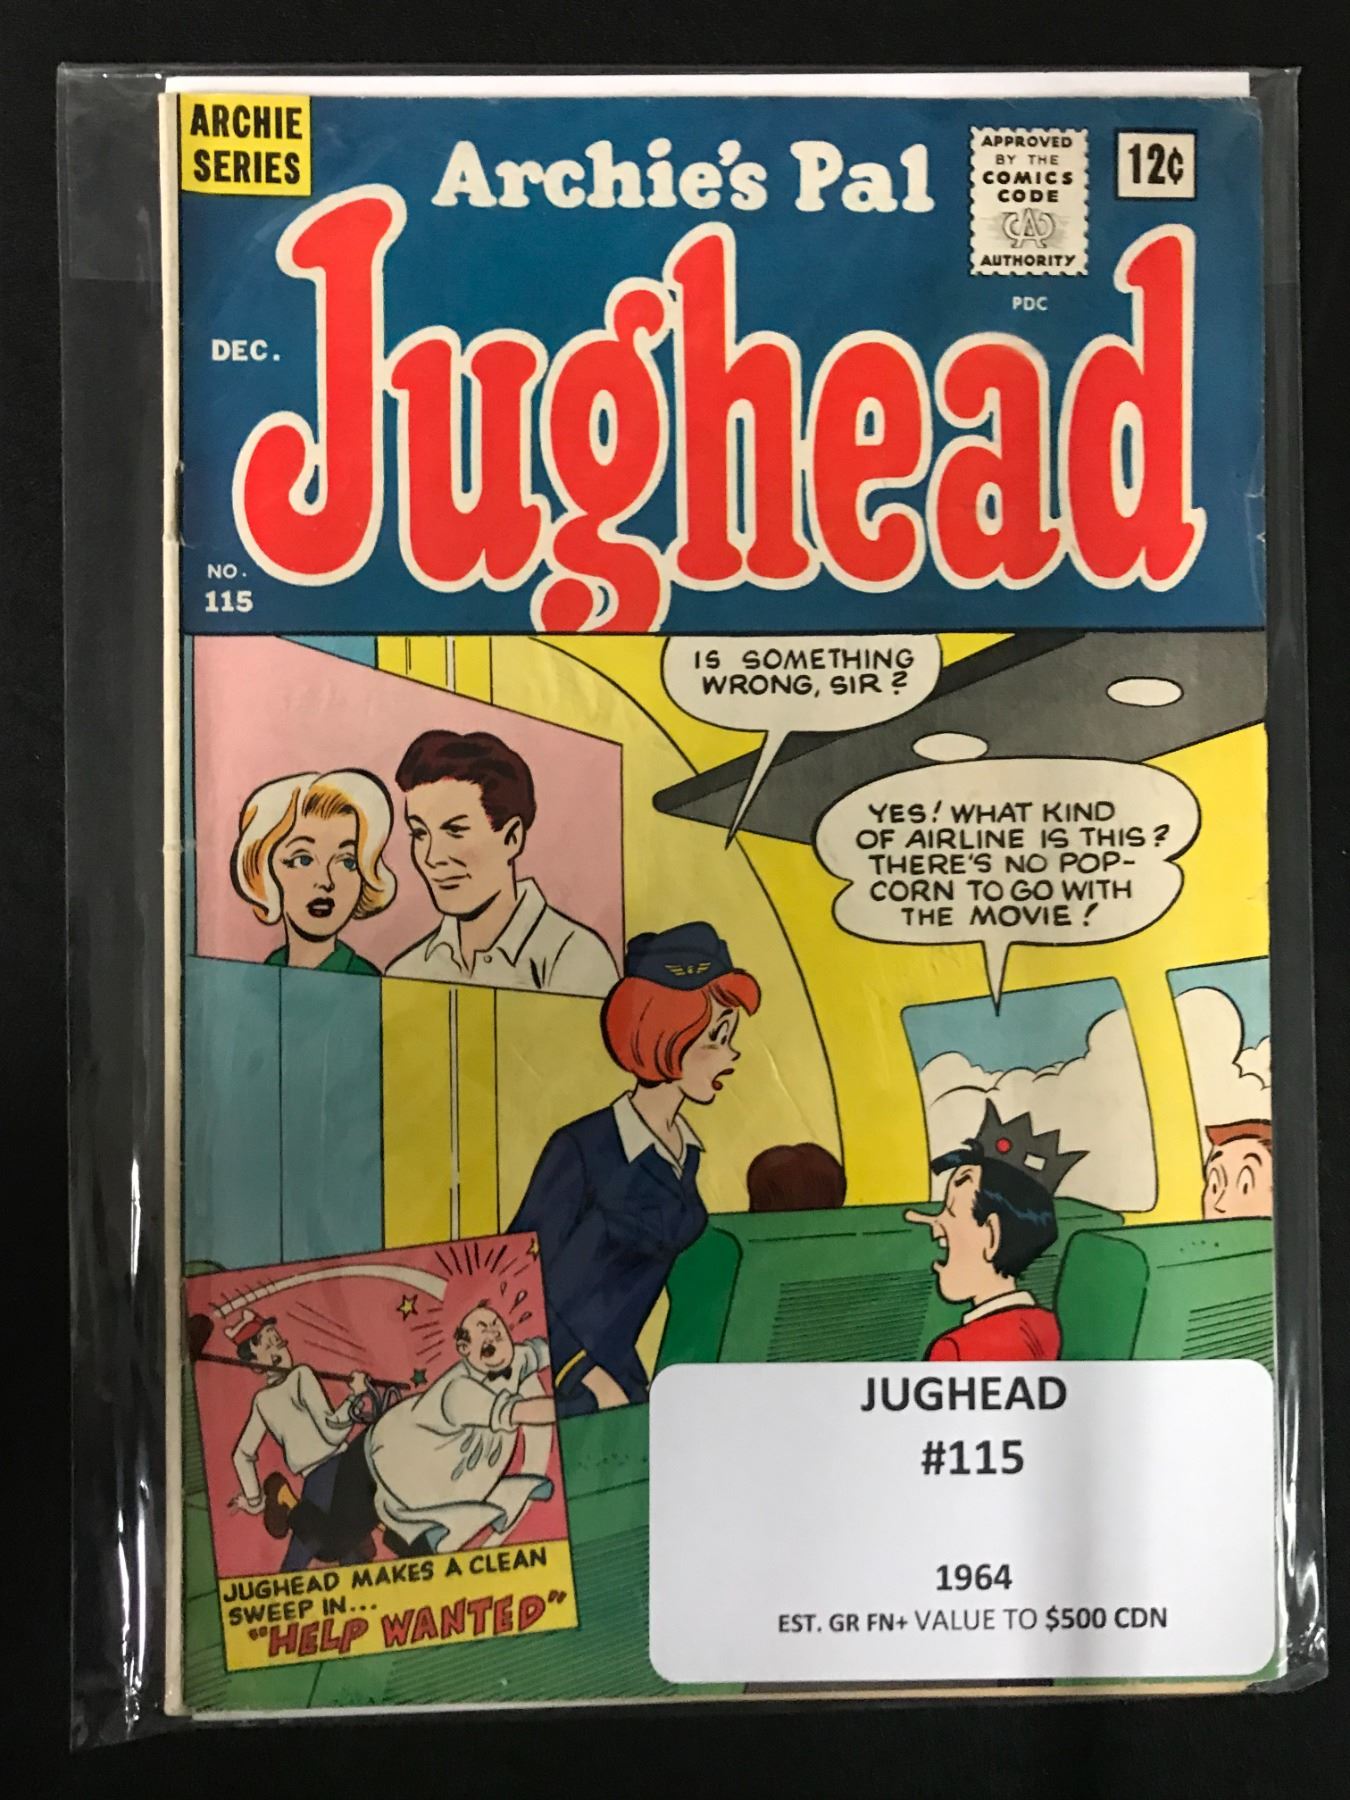 ARCHIE
SERIES
Archie's Pal
APPROVED
BY THE
COMICS
CODE
CA
AUTHORITY
12¢
PDC
Jughead
DEC.
NO.
115
IS SOMETHING
WRONG, SIR?
YES! WHAT KIND
OF AIRLINE IS THIS?
THERE'S NO POP-
CORN TO GO WITH
THE MOVIE!
JUGHEAD MAKES A CLEAN
SWEEP IN...
"HELP WANTED"
JUGHEAD
#115
1964
EST. GR FN+ VALUE TO $500 CDN